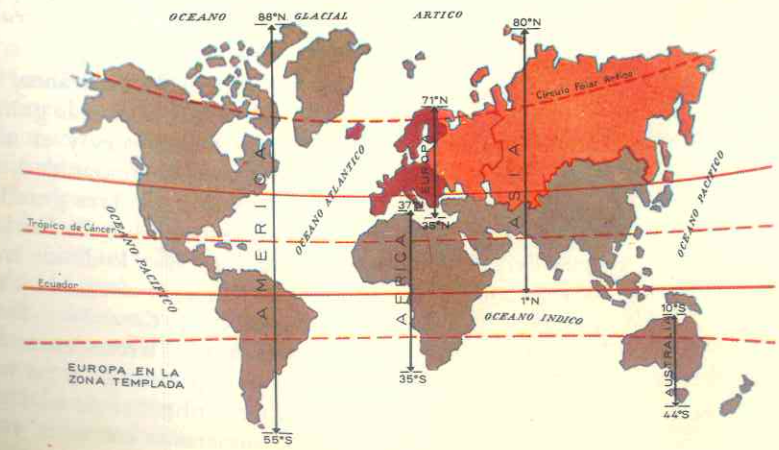 OCEANO GLACIAL ARTICO
88°N
80°N
Círculo Polar Artico
71°N
EUROPA
35°N
37°N
OCEANO ATLANTICO
AMERICA
ASIA
AFRICA
OCEANO PACIFICO
Trópico de Cáncer
OCEANO PACIFICO
Ecuador
1°N
OCEANO INDICO
10°S
AUSTRALIA
44°S
35°S
55°S
EUROPA EN LA
ZONA TEMPLADA